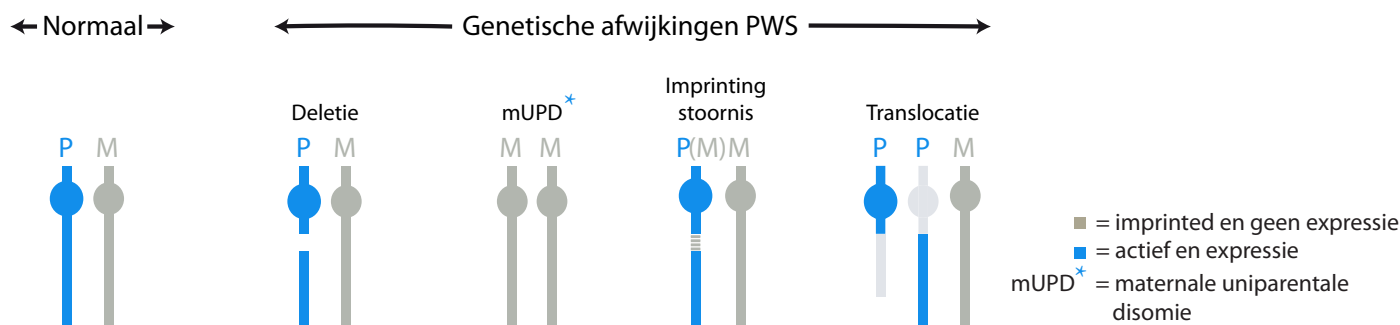 ← Normaal →
← Genetische afwijkingen PWS →
Deletie
mUPD*
Imprinting
stoornis
Translocatie
P M
P M
M M
P(M) M
P P M
= imprinted en geen expressie
= actief en expressie
mUPD* = maternale uniparentale
disomie